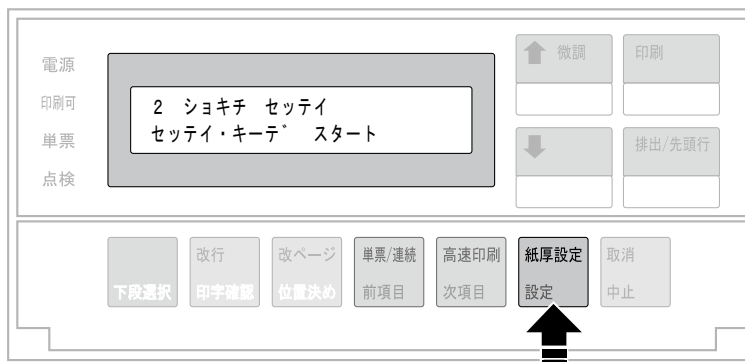 電源
印刷可
単票
点検
2 ショキチ セッテイ
セッテイ・キーデ スタート
微調
印刷
排出/先頭行
下段選択
改行
印字確認
改ページ
位置決め
単票/連続
前項目
高速印刷
次項目
紙厚設定
設定
取消
中止